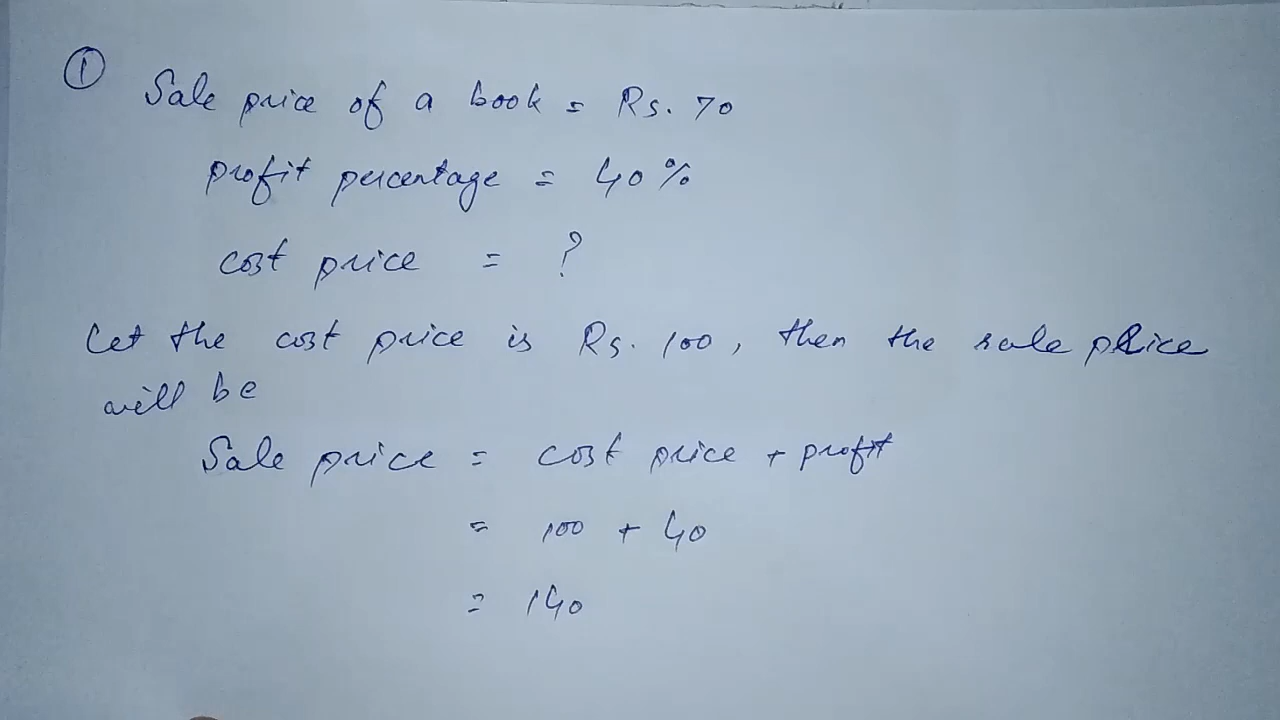 ① Sale price of a book = Rs. 70
profit percentage = 40%
cost price = ?
Let the cost price is Rs. 100, then the sale price
will be
Sale price = cost price + profit
= 100 + 40
= 140